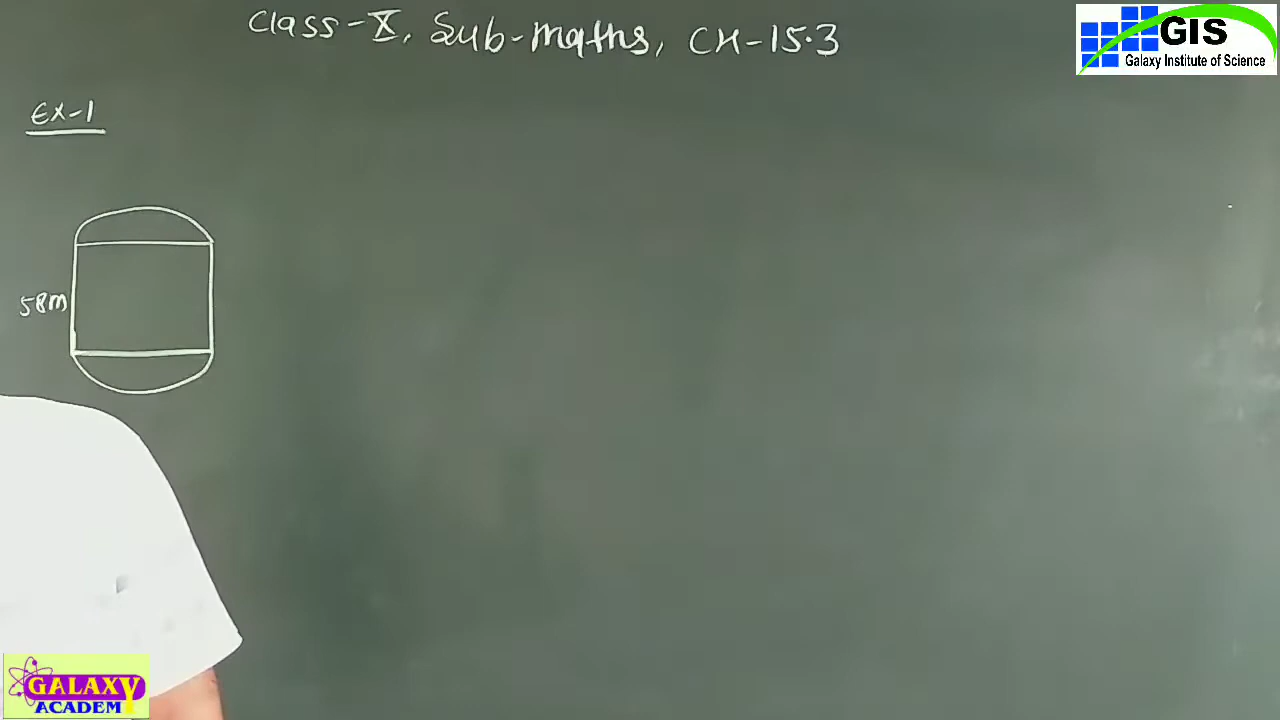 Class-X, Sub-maths, CH-15.3
GIS
Galaxy Institute of Science
Ex-1
58m
GALAXY
ACADEM